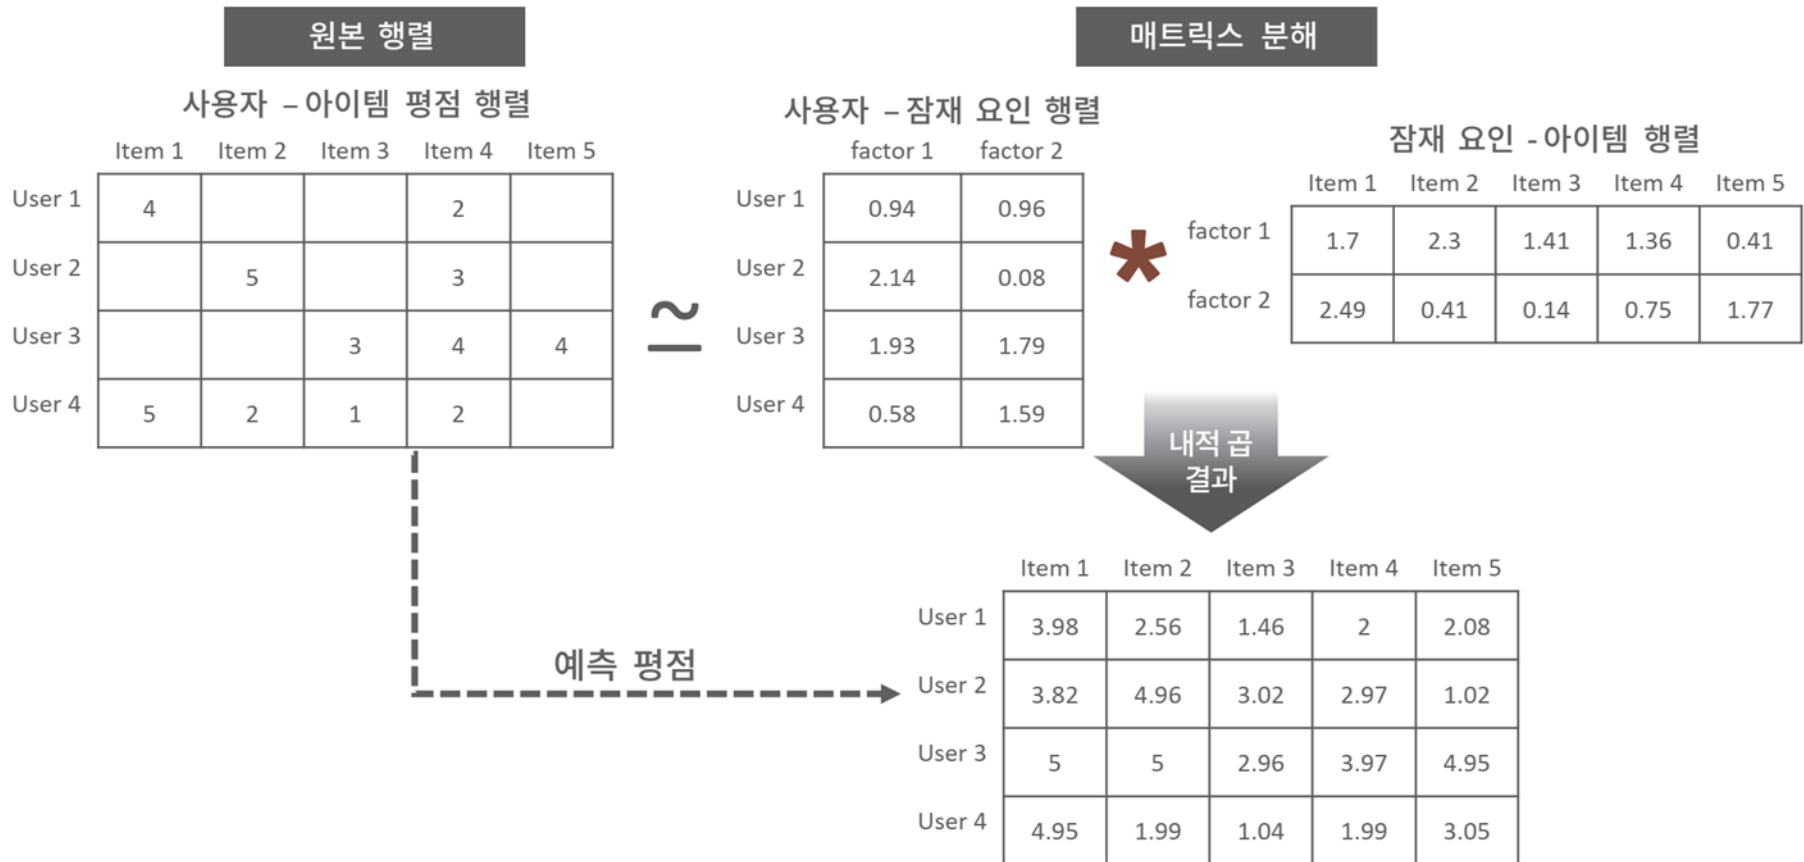 원본 행렬
매트릭스 분해
사용자 – 아이템 평점 행렬
Item 1 Item 2 Item 3 Item 4 Item 5
User 1 4 2
User 2 5 3
User 3 3 4 4
User 4 5 2 1 2
≃
사용자 – 잠재 요인 행렬
factor 1 factor 2
User 1 0.94 0.96
User 2 2.14 0.08
User 3 1.93 1.79
User 4 0.58 1.59
*
잠재 요인 - 아이템 행렬
Item 1 Item 2 Item 3 Item 4 Item 5
factor 1 1.7 2.3 1.41 1.36 0.41
factor 2 2.49 0.41 0.14 0.75 1.77
내적 곱
결과
예측 평점
Item 1 Item 2 Item 3 Item 4 Item 5
User 1 3.98 2.56 1.46 2 2.08
User 2 3.82 4.96 3.02 2.97 1.02
User 3 5 5 2.96 3.97 4.95
User 4 4.95 1.99 1.04 1.99 3.05